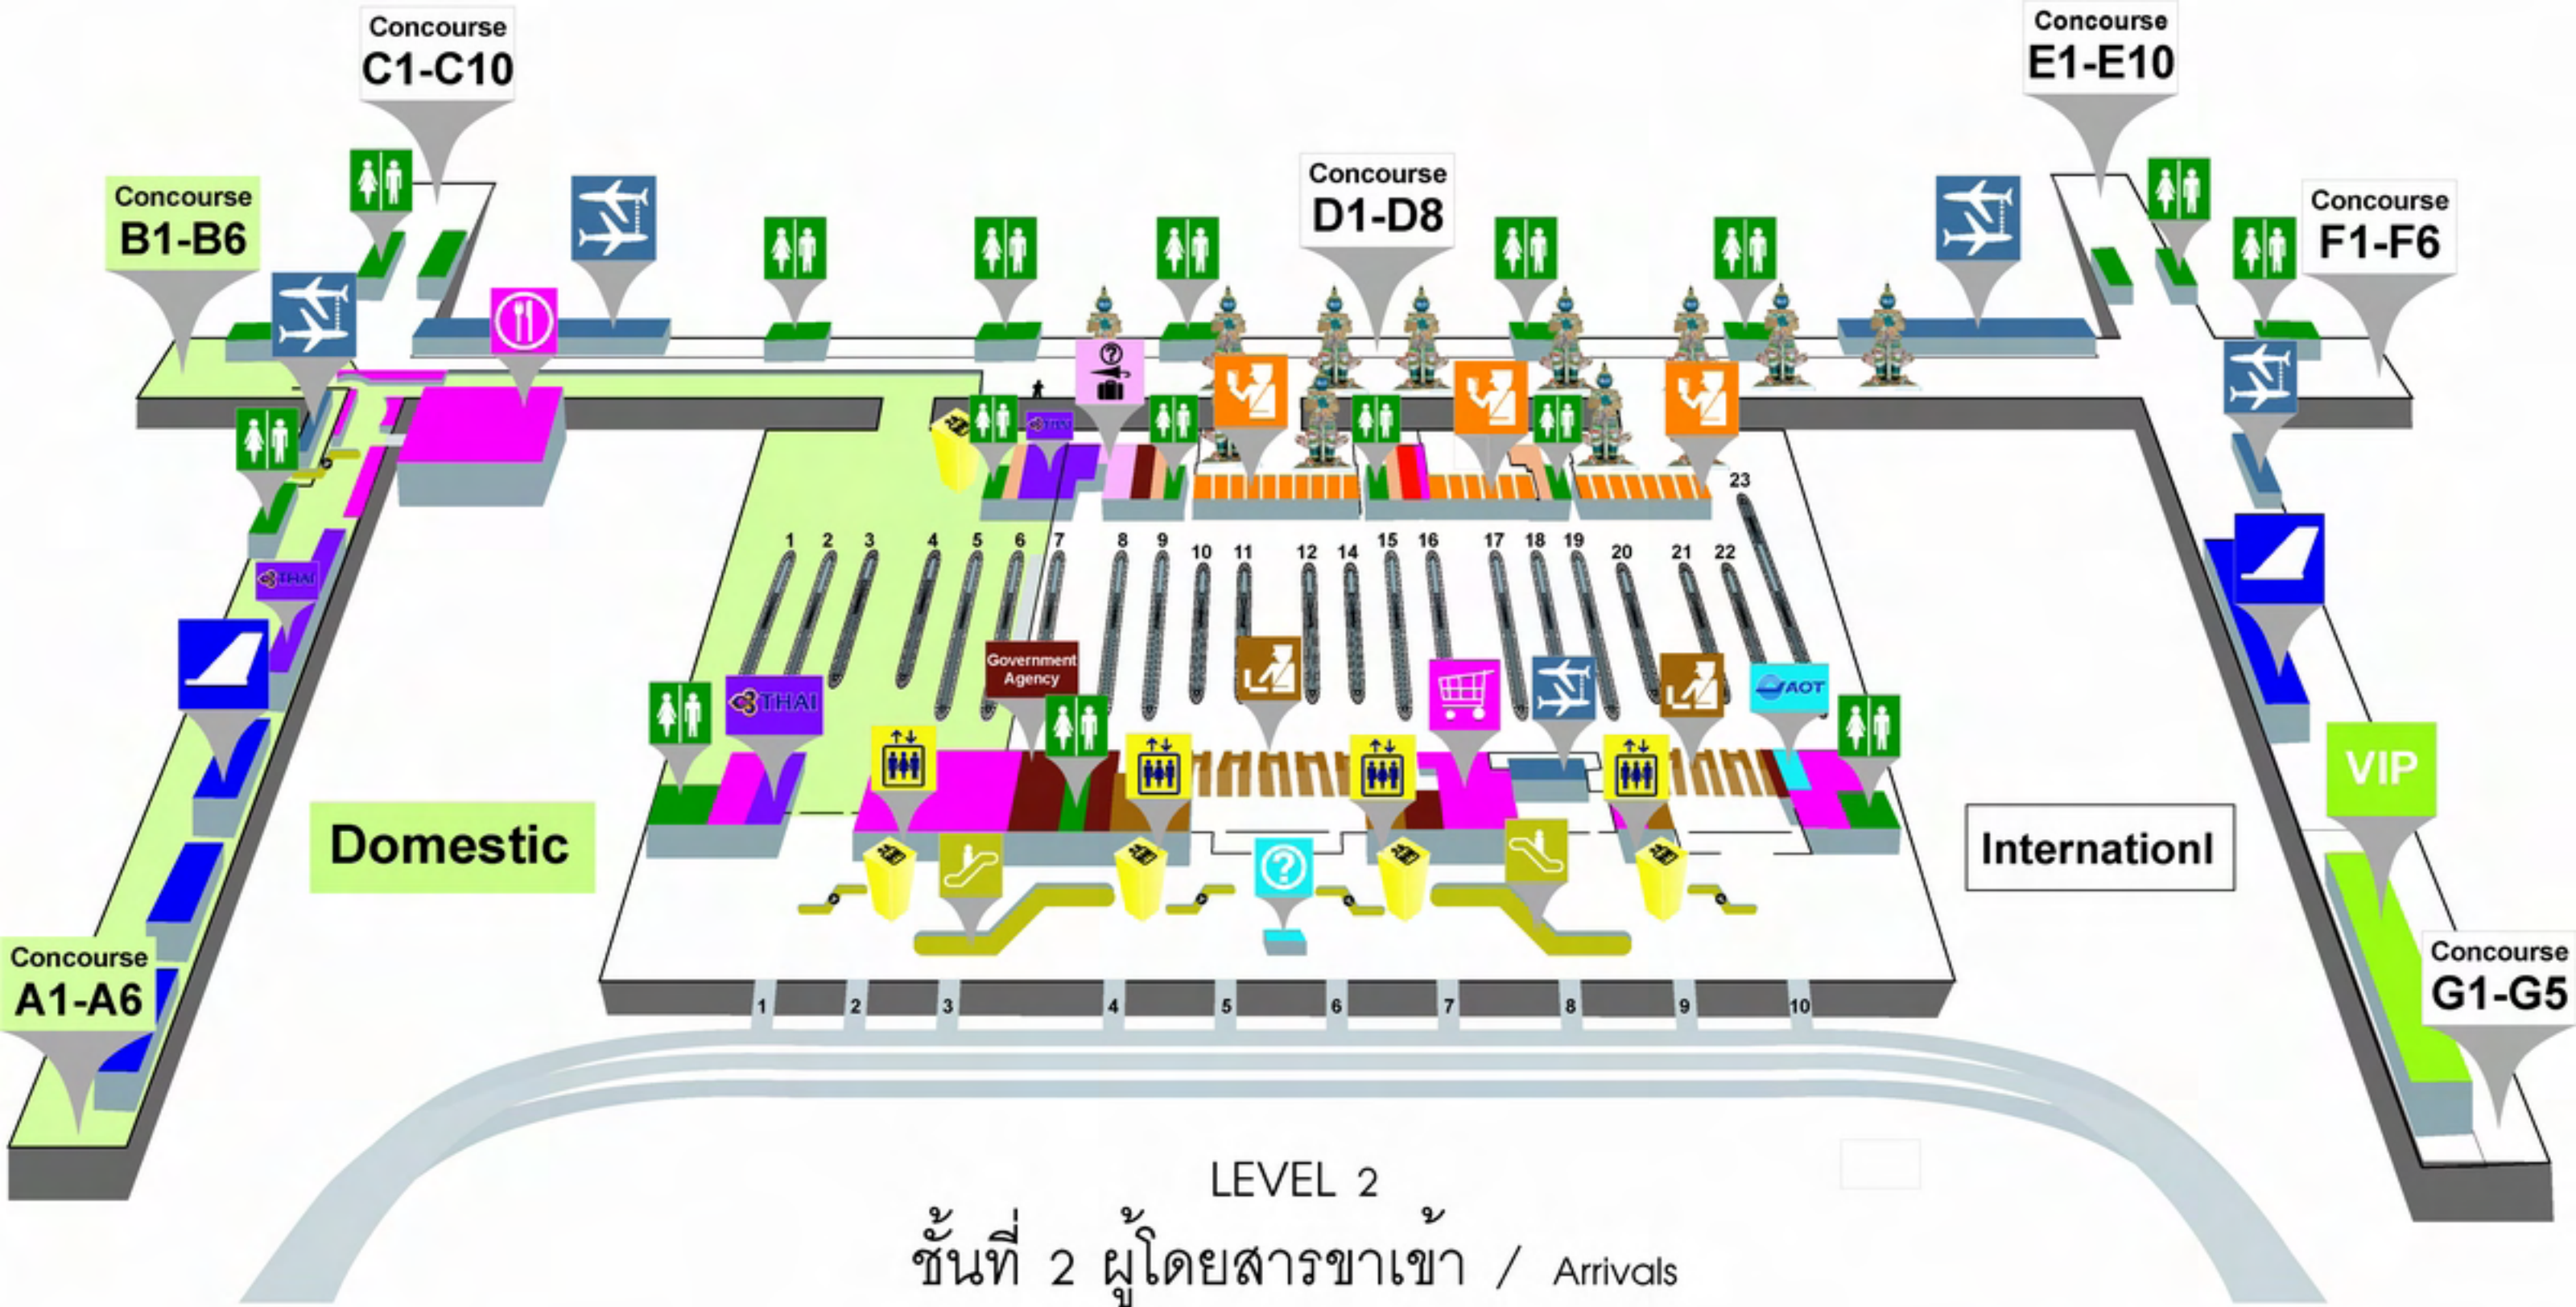 Concourse
C1-C10
Concourse
E1-E10
Concourse
B1-B6
Concourse
D1-D8
Concourse
F1-F6
THAI
23
1 2 3 4 5 6 7 8 9 10 11 12 14 15 16 17 18 19 20 21 22
THAI
Government
Agency
THAI
AOT
VIP
Domestic
Internationl
Concourse
A1-A6
Concourse
G1-G5
1 2 3 4 5 6 7 8 9 10
LEVEL 2
ชั้นที่ 2 ผู้โดยสารขาเข้า / Arrivals